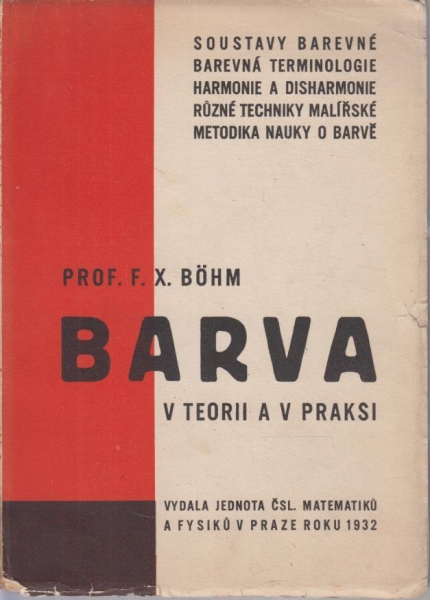 SOUSTAVY BAREVNÉ
BAREVNÁ TERMINOLOGIE
HARMONIE A DISHARMONIE
RŮZNÉ TECHNIKY MALÍŘSKÉ
METODIKA NAUKY O BARVĚ
PROF. F. X. BÖHM
BARVA
V TEORII A V PRAKSI
VYDALA JEDNOTA ČSL. MATEMATIKŮ
A FYSIKŮ V PRAZE ROKU 1932